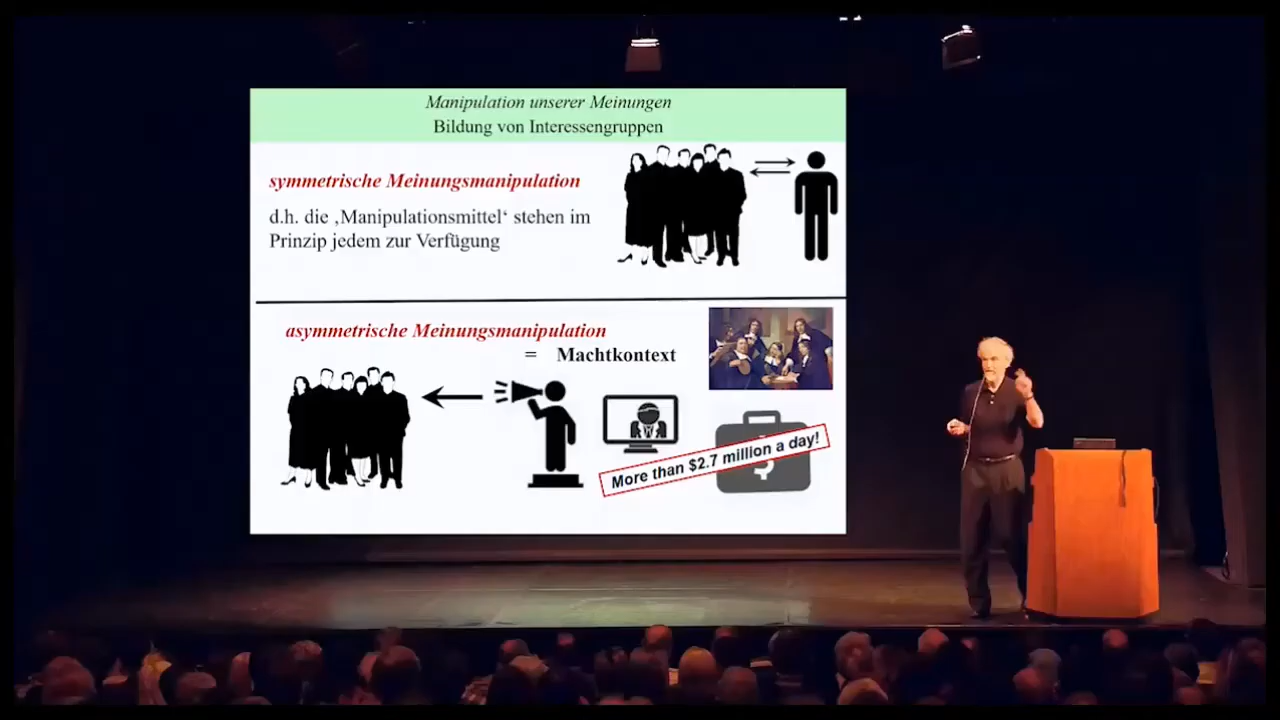 Manipulation unserer Meinungen
Bildung von Interessengruppen
symmetrische Meinungsmanipulation
d.h. die ‚Manipulationsmittel‘ stehen im
Prinzip jedem zur Verfügung
asymmetrische Meinungsmanipulation
= Machtkontext
More than $2.7 million a day!
$